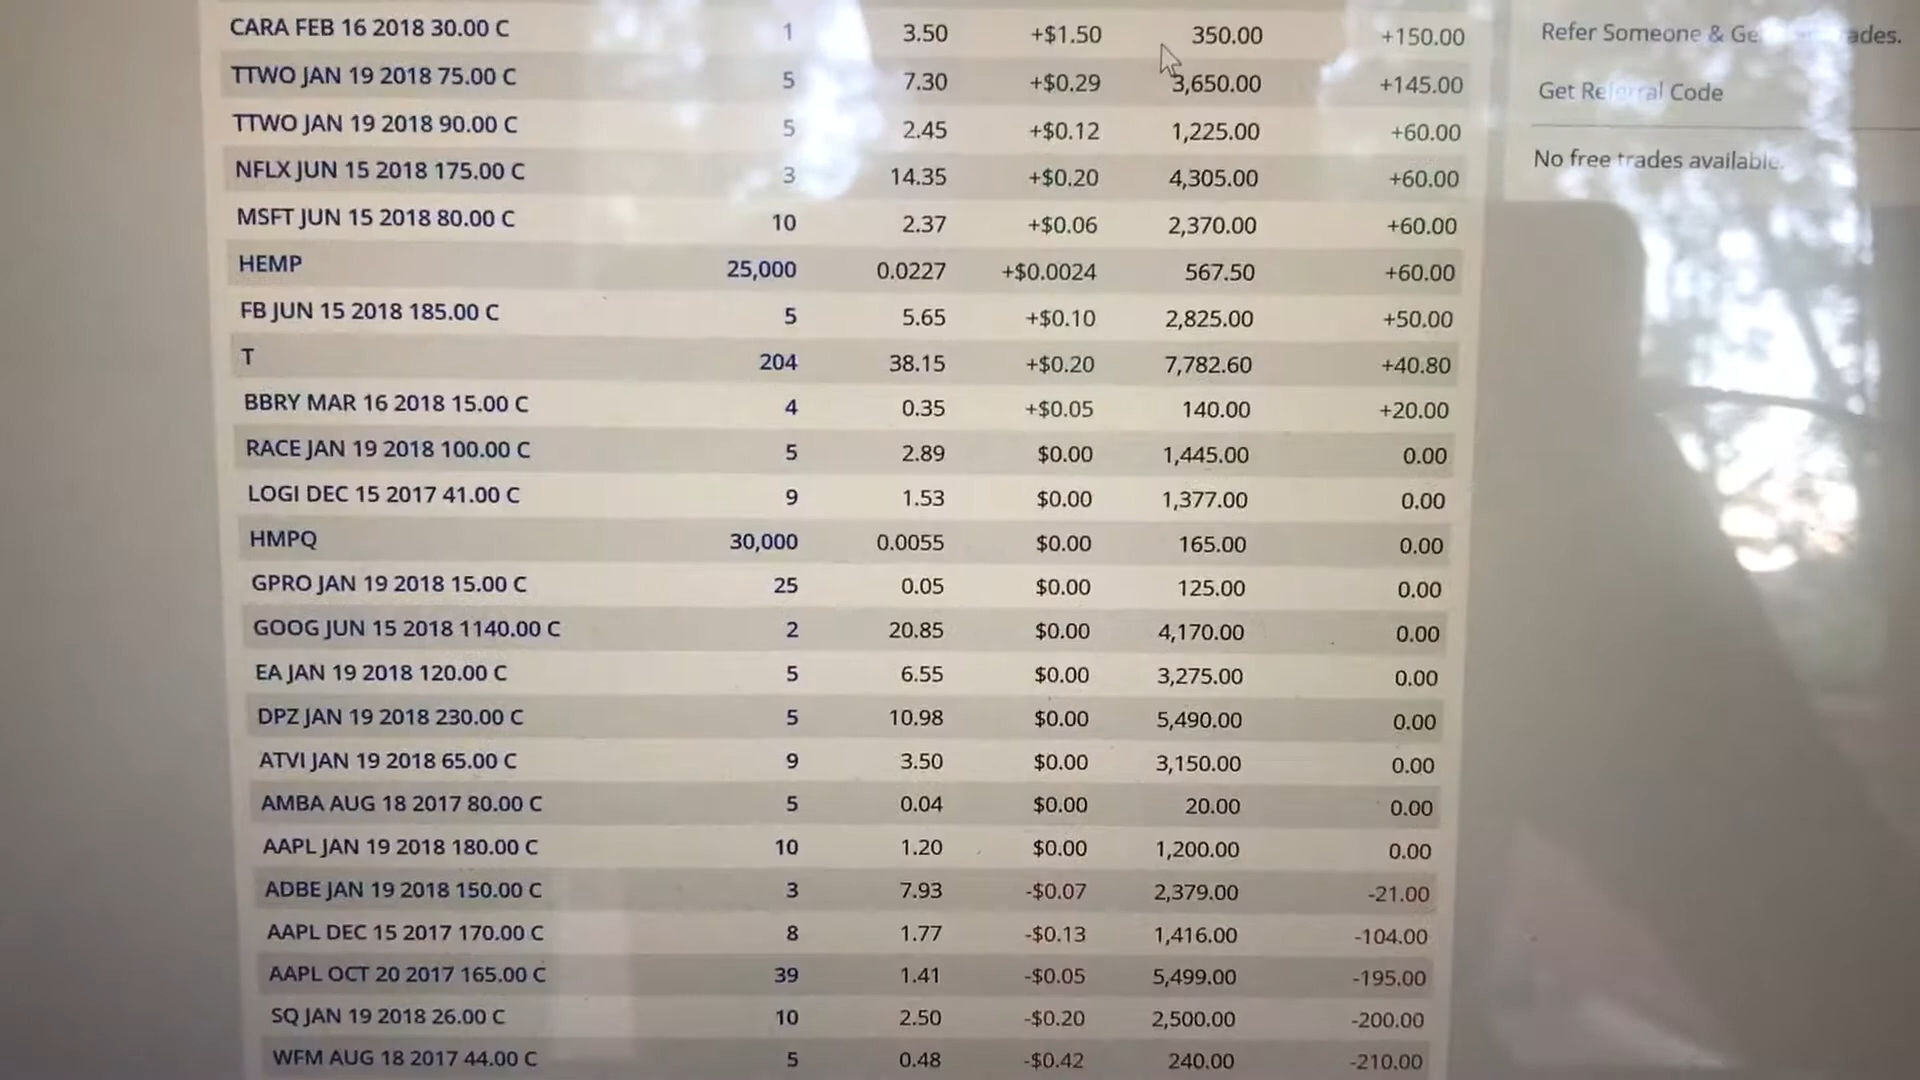 CARA FEB 16 2018 30.00 C 1 3.50 +$1.50 350.00 +150.00
TTWO JAN 19 2018 75.00 C 5 7.30 +$0.29 3,650.00 +145.00
TTWO JAN 19 2018 90.00 C 5 2.45 +$0.12 1,225.00 +60.00
NFLX JUN 15 2018 175.00 C 3 14.35 +$0.20 4,305.00 +60.00
MSFT JUN 15 2018 80.00 C 10 2.37 +$0.06 2,370.00 +60.00
HEMP 25,000 0.0227 +$0.0024 567.50 +60.00
FB JUN 15 2018 185.00 C 5 5.65 +$0.10 2,825.00 +50.00
T 204 38.15 +$0.20 7,782.60 +40.80
BBRY MAR 16 2018 15.00 C 4 0.35 +$0.05 140.00 +20.00
RACE JAN 19 2018 100.00 C 5 2.89 $0.00 1,445.00 0.00
LOGI DEC 15 2017 41.00 C 9 1.53 $0.00 1,377.00 0.00
HMPQ 30,000 0.0055 $0.00 165.00 0.00
GPRO JAN 19 2018 15.00 C 25 0.05 $0.00 125.00 0.00
GOOG JUN 15 2018 1140.00 C 2 20.85 $0.00 4,170.00 0.00
EA JAN 19 2018 120.00 C 5 6.55 $0.00 3,275.00 0.00
DPZ JAN 19 2018 230.00 C 5 10.98 $0.00 5,490.00 0.00
ATVI JAN 19 2018 65.00 C 9 3.50 $0.00 3,150.00 0.00
AMBA AUG 18 2017 80.00 C 5 0.04 $0.00 20.00 0.00
AAPL JAN 19 2018 180.00 C 10 1.20 $0.00 1,200.00 0.00
ADBE JAN 19 2018 150.00 C 3 7.93 -$0.07 2,379.00 -21.00
AAPL DEC 15 2017 170.00 C 8 1.77 -$0.13 1,416.00 -104.00
AAPL OCT 20 2017 165.00 C 39 1.41 -$0.05 5,499.00 -195.00
SQ JAN 19 2018 26.00 C 10 2.50 -$0.20 2,500.00 -200.00
WFM AUG 18 2017 44.00 C 5 0.48 -$0.42 240.00 -210.00
Refer Someone &
Get Referral Code
No free trades available.